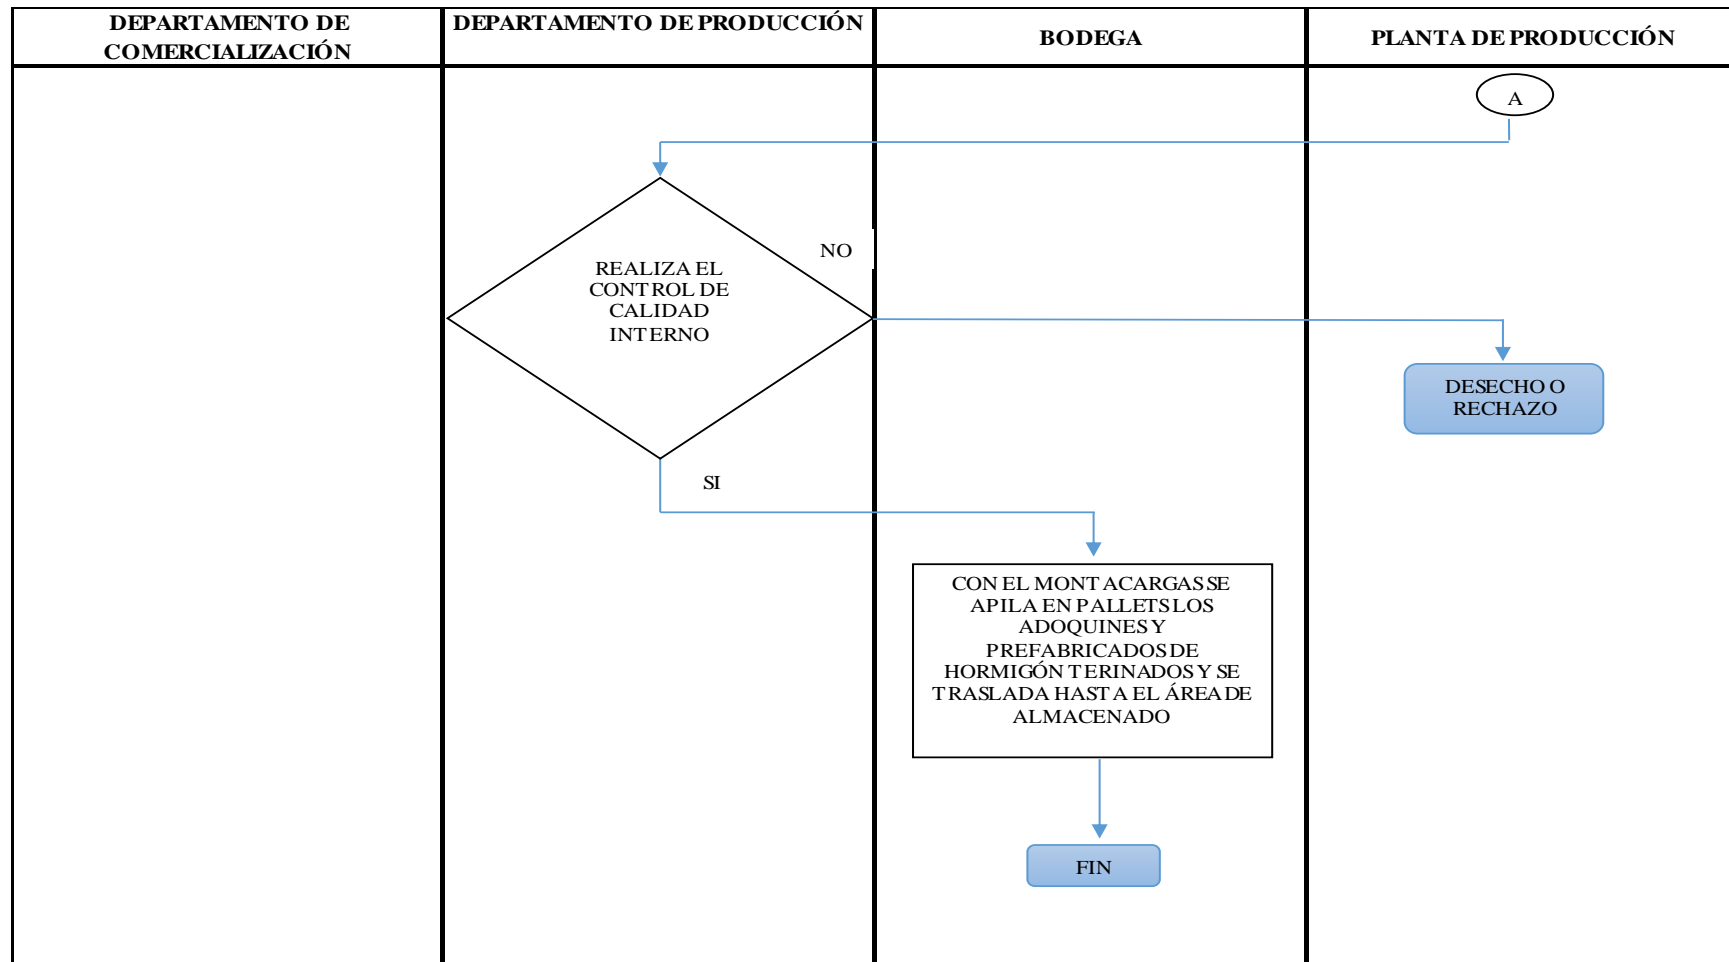 DEPARTAMENTO DE
COMERCIALIZACIÓN
DEPARTAMENTO DE PRODUCCIÓN
BODEGA
PLANTA DE PRODUCCIÓN
A
NO
REALIZA EL
CONTROL DE
CALIDAD
INTERNO
DESECHO O
RECHAZO
SI
CON EL MONTACARGAS SE
APILA EN PALLETS LOS
ADOQUINES Y
PREFABRICADOS DE
HORMIGÓN TERINADOS Y SE
TRASLADA HASTA EL ÁREA DE
ALMACENADO
FIN